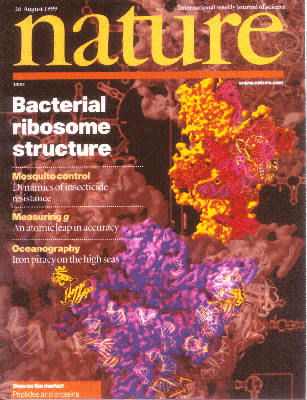 26 August 1999
International weekly journal of science
nature
www.nature.com
Bacterial
ribosome
structure
Mosquito control
Dynamics of insecticide
resistance
Measuring g
An atomic leap in accuracy
Oceanography
Iron piracy on the high seas
New on the market
Peptides and proteins